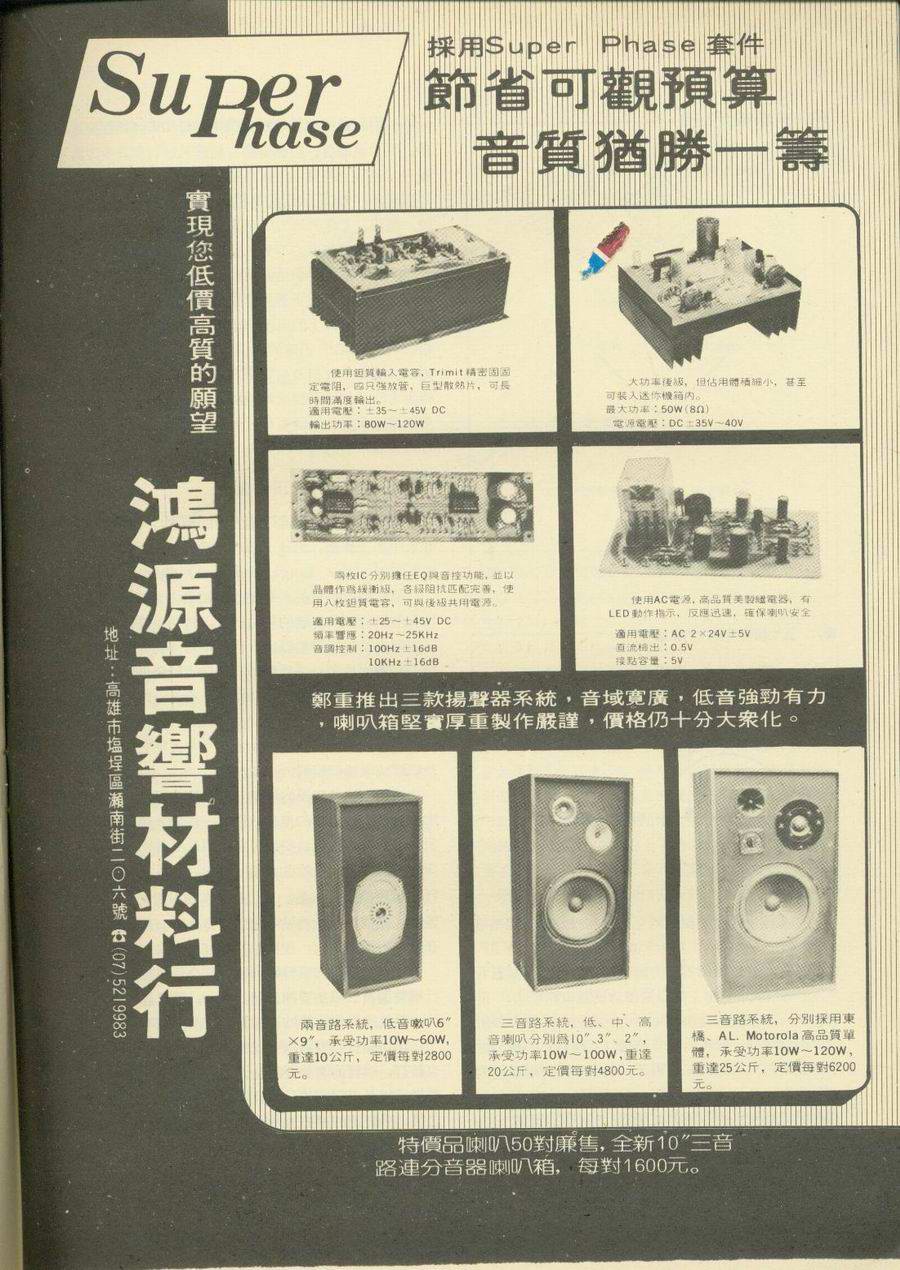 Super
Phase
採用Super Phase 套件
節省可觀預算
音質猶勝一籌
實現您低價高質的願望
鴻源音響材料行
地址：高雄市塩埕區瀨南街二〇六號 ☎(07)5219983
使用鉭質輸入電容，Trimit精密固固
定電阻，四只強放管，巨型散熱片，可長
時間滿度輸出。
適用電壓：±35～±45V DC
輸出功率：80W～120W
大功率後級，但佔用體積細小，甚至
可裝入迷你機箱內。
最大功率：50W(8Ω)
電源電壓：DC±35V～40V
兩枚IC分別擔任EQ與音控功能，並以
晶體作爲緩衝級，各級阻抗匹配完善，使
用八枚鉭質電容，可與後級共用電源。
適用電壓：±25～±45V DC
頻率響應：20Hz～25KHz
音調控制：100Hz±16dB
10KHz±16dB
使用AC電源，高品質美製繼電器，有
LED動作指示，反應迅速，確保喇叭安全
適用電壓：AC 2×24V±5V
直流檢出：0.5V
接點容量：5V
鄭重推出三款揚聲器系統，音域寬廣，低音強勁有力
，喇叭箱堅實厚重製作嚴謹，價格仍十分大衆化。
兩音路系統，低音嗽叭6″
×9″，承受功率10W～60W，
重達10公斤，定價每對2800
元。
三音路系統，低、中、高
音喇叭分別爲10″、3″、2″，
承受功率10W～100W，重達
20公斤，定價每對4800元。
三音路系統，分別採用東
橋、AL. Motorola高品質單
體，承受功率10W～120W，
重達25公斤，定價每對6200
元。
特價品喇叭50對廉售，全新10″三音
路連分音器喇叭箱，每對1600元。